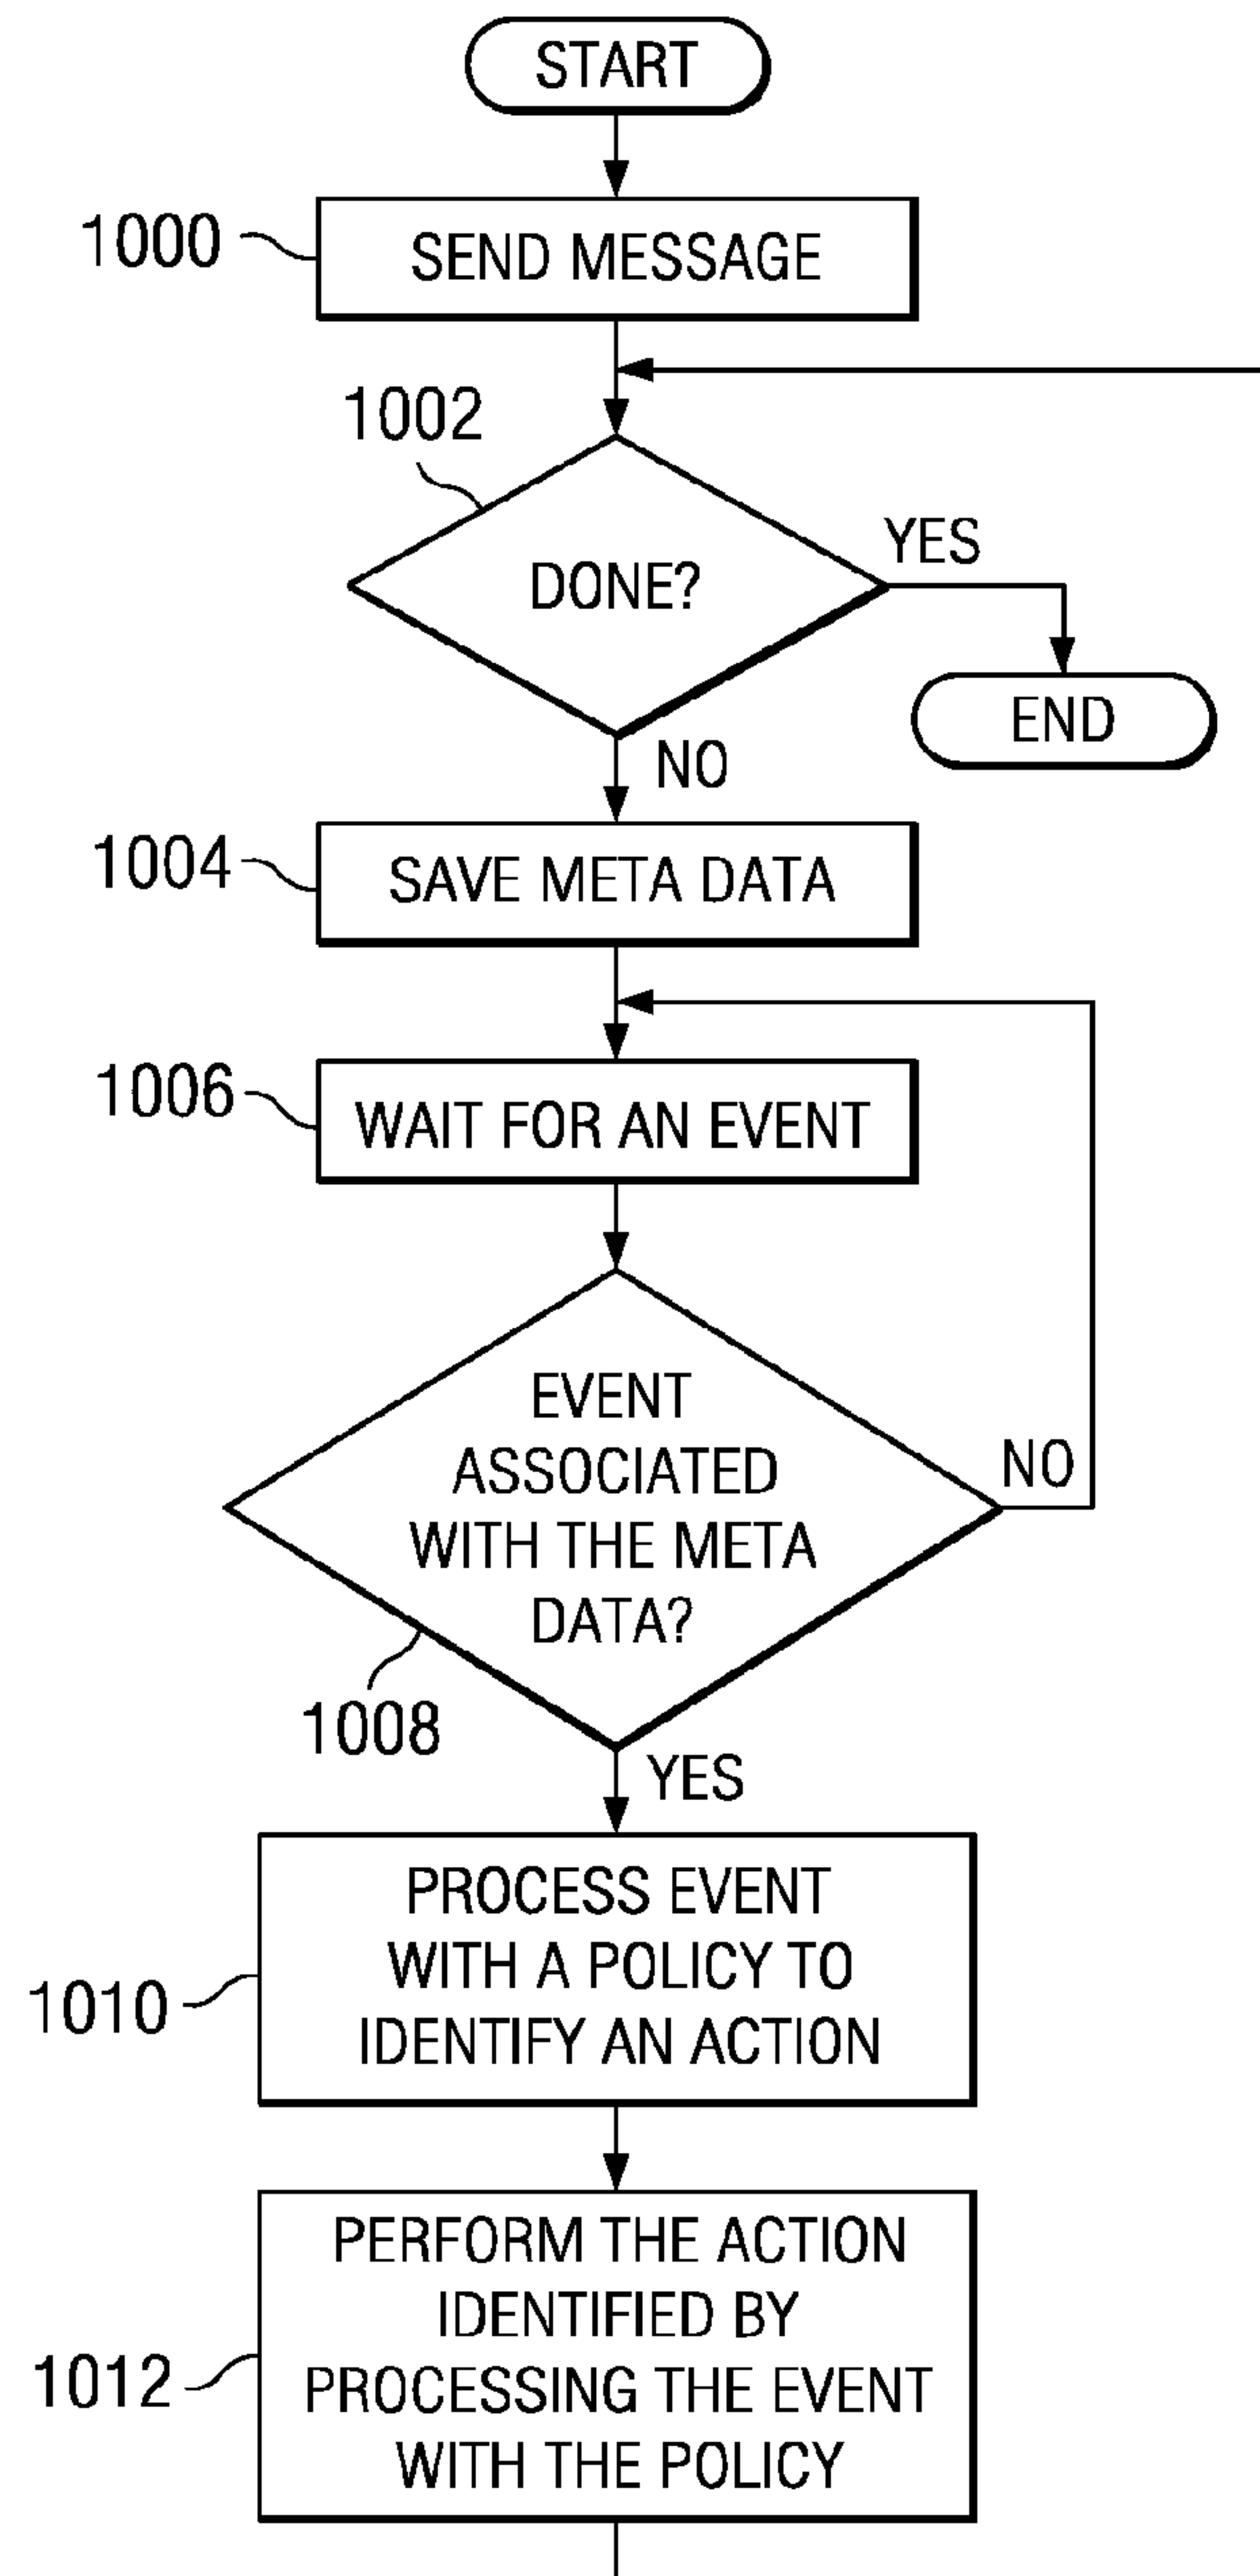 START
1000
SEND MESSAGE
1002
DONE?
YES
END
NO
1004
SAVE META DATA
1006
WAIT FOR AN EVENT
EVENT
ASSOCIATED
WITH THE META
DATA?
NO
1008
YES
1010
PROCESS EVENT
WITH A POLICY TO
IDENTIFY AN ACTION
1012
PERFORM THE ACTION
IDENTIFIED BY
PROCESSING THE EVENT
WITH THE POLICY